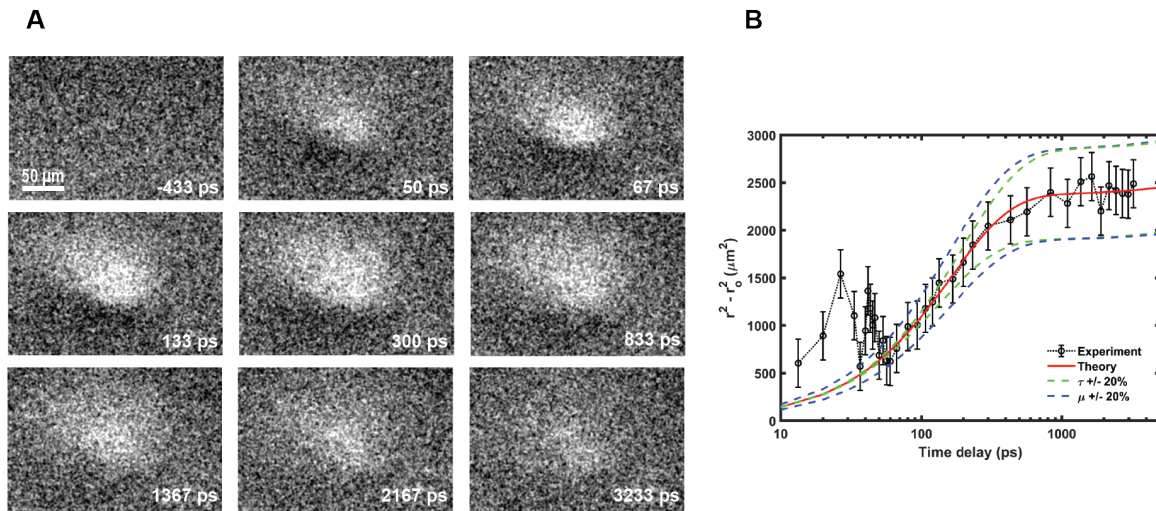 A
B
-433 ps
50 µm
50 ps
67 ps
133 ps
300 ps
833 ps
1367 ps
2167 ps
3233 ps
3000
2500
2000
1500
1000
500
0
r² - r₀² (µm²)
Experiment
Theory
τ +/- 20%
µ +/- 20%
10
100
1000
Time delay (ps)